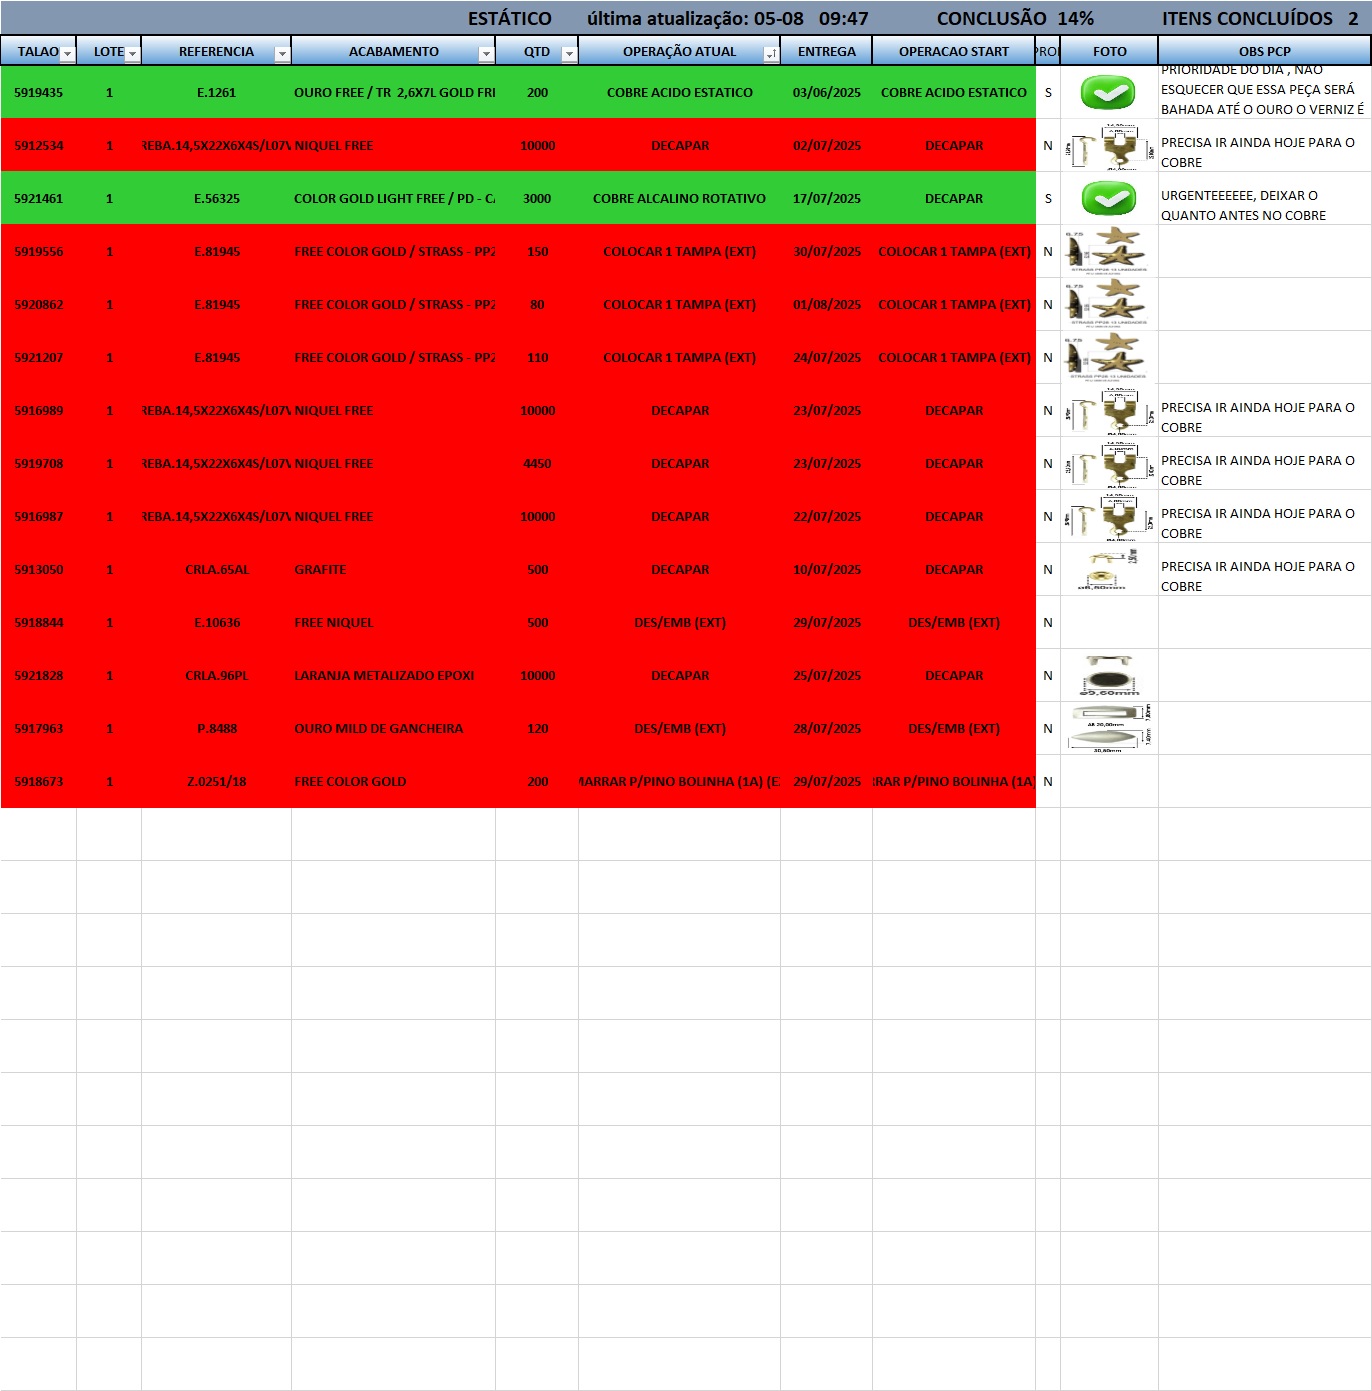 ESTÁTICO última atualização: 05-08 09:47 CONCLUSÃO 14% ITENS CONCLUÍDOS 2
TALAO LOTE REFERENCIA ACABAMENTO QTD OPERAÇÃO ATUAL ENTREGA OPERACAO START PROI FOTO OBS PCP
5919435 1 E.1261 OURO FREE / TR 2,6X7L GOLD FRI 200 COBRE ACIDO ESTATICO 03/06/2025 COBRE ACIDO ESTATICO S PRIORIDADE DO DIA , NÃO
ESQUECER QUE ESSA PEÇA SERÁ
BAHADA ATÉ O OURO O VERNIZ É
5912534 1 REBA.14,5X22X6X4S/L07V NIQUEL FREE 10000 DECAPAR 02/07/2025 DECAPAR N PRECISA IR AINDA HOJE PARA O
COBRE
5921461 1 E.56325 COLOR GOLD LIGHT FREE / PD - CA 3000 COBRE ALCALINO ROTATIVO 17/07/2025 DECAPAR S URGENTEEEEEE, DEIXAR O
QUANTO ANTES NO COBRE
5919556 1 E.81945 FREE COLOR GOLD / STRASS - PP2 150 COLOCAR 1 TAMPA (EXT) 30/07/2025 COLOCAR 1 TAMPA (EXT) N
5920862 1 E.81945 FREE COLOR GOLD / STRASS - PP2 80 COLOCAR 1 TAMPA (EXT) 01/08/2025 COLOCAR 1 TAMPA (EXT) N
5921207 1 E.81945 FREE COLOR GOLD / STRASS - PP2 110 COLOCAR 1 TAMPA (EXT) 24/07/2025 COLOCAR 1 TAMPA (EXT) N
5916989 1 REBA.14,5X22X6X4S/L07V NIQUEL FREE 10000 DECAPAR 23/07/2025 DECAPAR N PRECISA IR AINDA HOJE PARA O
COBRE
5919708 1 REBA.14,5X22X6X4S/L07V NIQUEL FREE 4450 DECAPAR 23/07/2025 DECAPAR N PRECISA IR AINDA HOJE PARA O
COBRE
5916987 1 REBA.14,5X22X6X4S/L07V NIQUEL FREE 10000 DECAPAR 22/07/2025 DECAPAR N PRECISA IR AINDA HOJE PARA O
COBRE
5913050 1 CRLA.65AL GRAFITE 500 DECAPAR 10/07/2025 DECAPAR N PRECISA IR AINDA HOJE PARA O
COBRE
5918844 1 E.10636 FREE NIQUEL 500 DES/EMB (EXT) 29/07/2025 DES/EMB (EXT) N
5921828 1 CRLA.96PL LARANJA METALIZADO EPOXI 10000 DECAPAR 25/07/2025 DECAPAR N ø9,60mm
5917963 1 P.8488 OURO MILD DE GANCHEIRA 120 DES/EMB (EXT) 28/07/2025 DES/EMB (EXT) N
5918673 1 Z.0251/18 FREE COLOR GOLD 200 MARRAR P/PINO BOLINHA (1A) (E 29/07/2025 RRAR P/PINO BOLINHA (1A) N